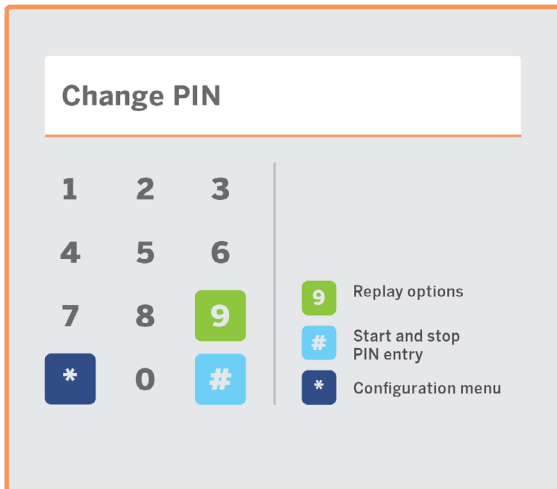 Change PIN
1 2 3
4 5 6
7 8 9
* 0 #
9 Replay options
# Start and stop
PIN entry
* Configuration menu